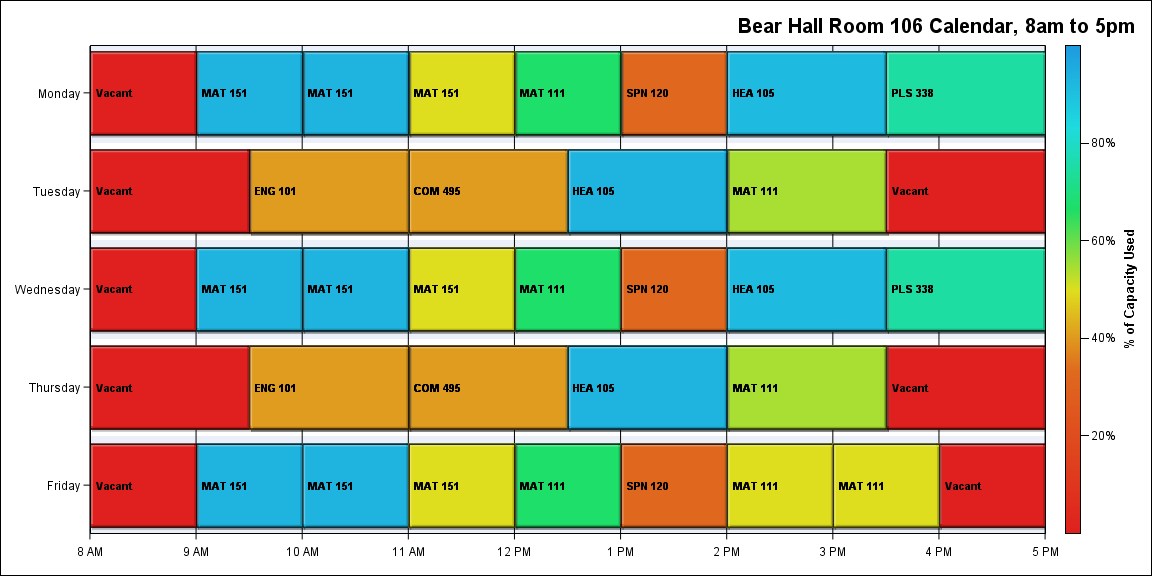 Bear Hall Room 106 Calendar, 8am to 5pm
Monday
Vacant
MAT 151
MAT 151
MAT 151
MAT 111
SPN 120
HEA 105
PLS 338
Tuesday
Vacant
ENG 101
COM 495
HEA 105
MAT 111
Vacant
Wednesday
Vacant
MAT 151
MAT 151
MAT 151
MAT 111
SPN 120
HEA 105
PLS 338
Thursday
Vacant
ENG 101
COM 495
HEA 105
MAT 111
Vacant
Friday
Vacant
MAT 151
MAT 151
MAT 151
MAT 111
SPN 120
MAT 111
MAT 111
Vacant
8 AM
9 AM
10 AM
11 AM
12 PM
1 PM
2 PM
3 PM
4 PM
5 PM
80%
60%
40%
20%
% of Capacity Used